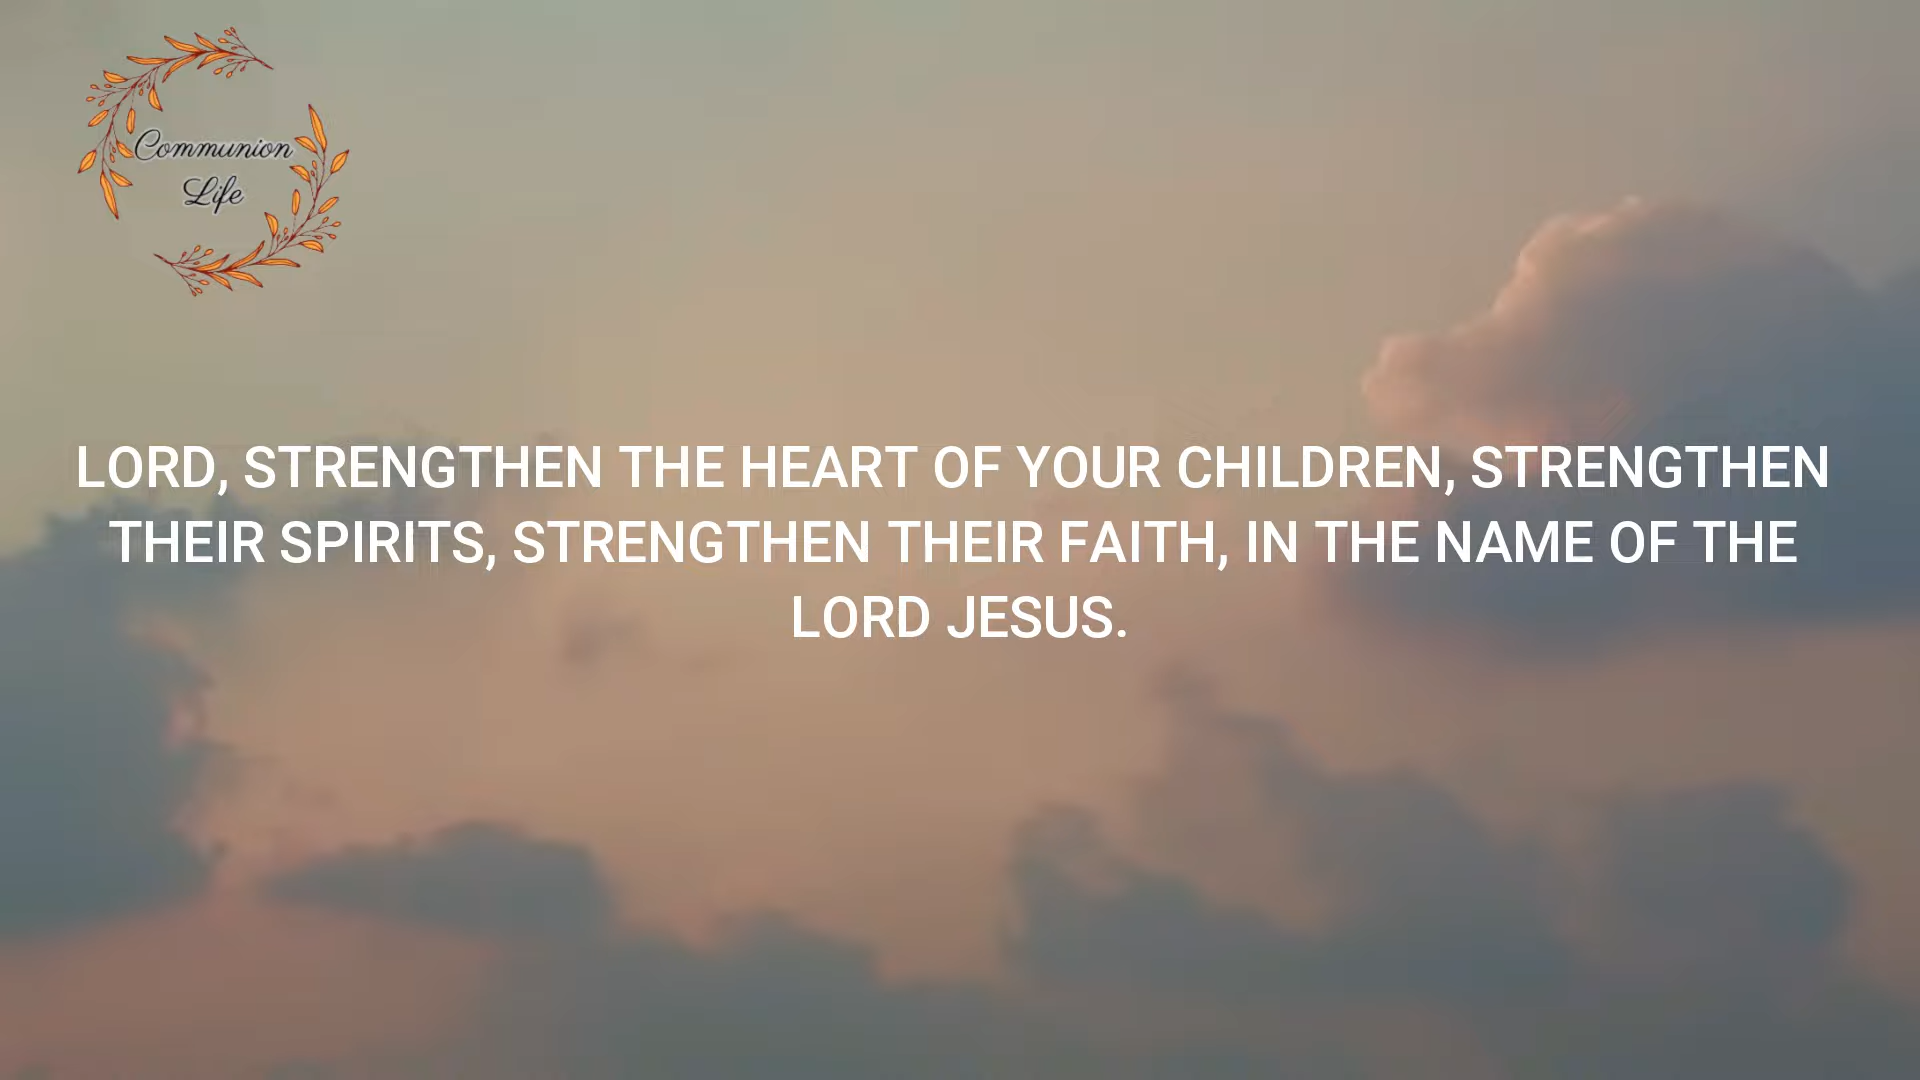 Communion
Life
LORD, STRENGTHEN THE HEART OF YOUR CHILDREN, STRENGTHEN
THEIR SPIRITS, STRENGTHEN THEIR FAITH, IN THE NAME OF THE
LORD JESUS.